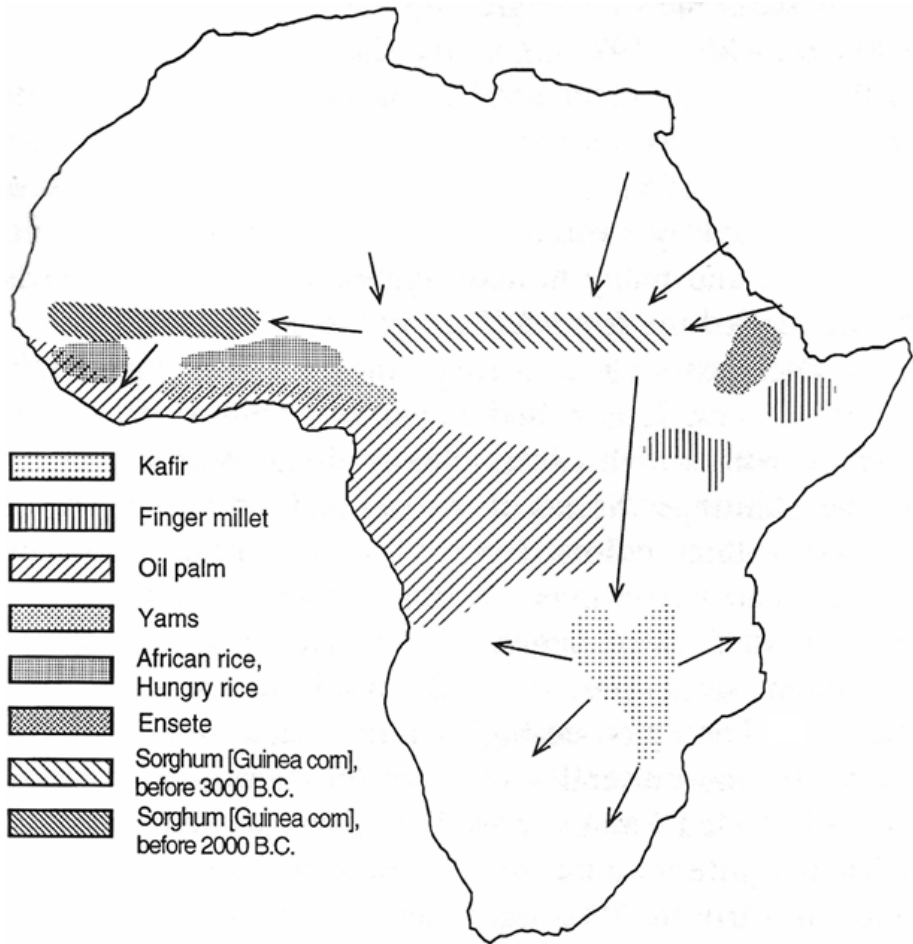 Kafir
Finger millet
Oil palm
Yams
African rice,
Hungry rice
Ensete
Sorghum [Guinea corn],
before 3000 B.C.
Sorghum [Guinea corn],
before 2000 B.C.